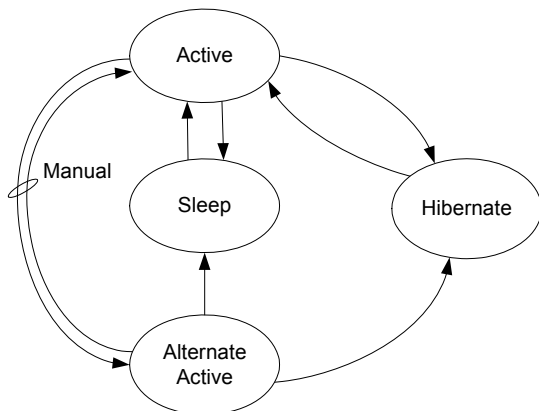 Active
Manual
Sleep
Hibernate
Alternate
Active